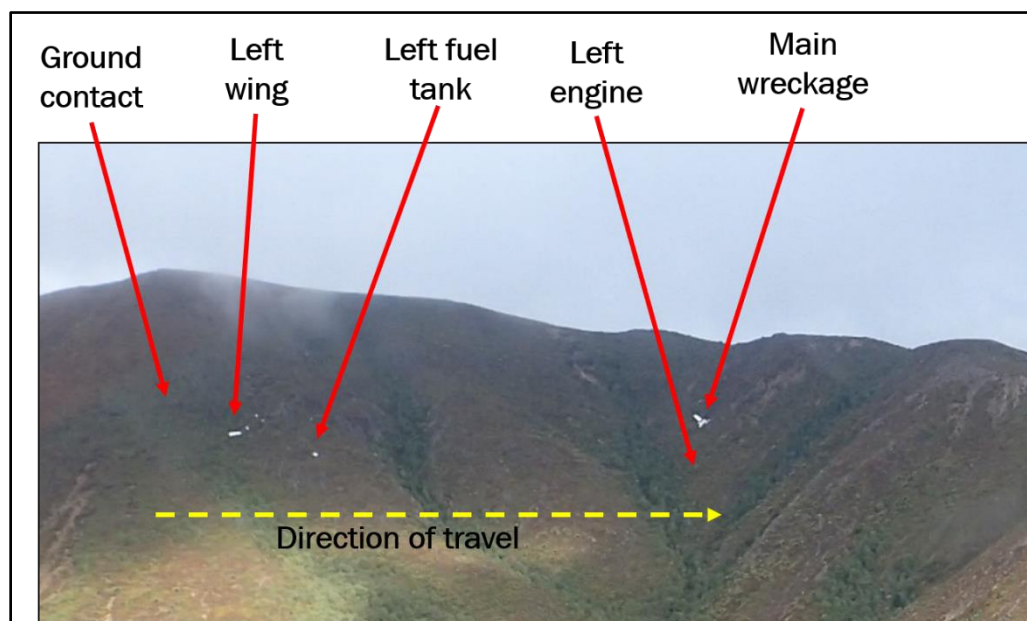 Ground
contact
Left
wing
Left fuel
tank
Left
engine
Main
wreckage
Direction of travel